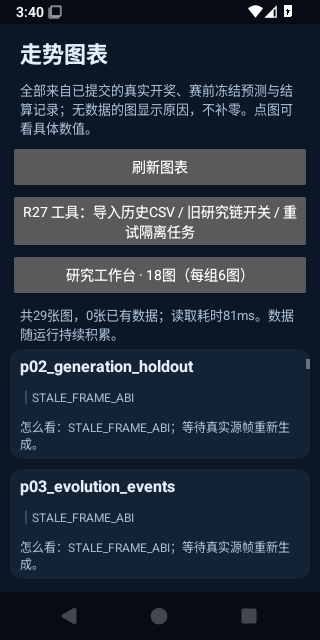 3:40
走势图表
全部来自已提交的真实开奖、赛前冻结预测与结
算记录；无数据的图显示原因，不补零。点图可
看具体数值。
刷新图表
R27 工具：导入历史CSV / 旧研究链开关 / 重
试隔离任务
研究工作台 · 18图（每组6图）
共29张图，0张已有数据；读取耗时81ms。数据
随运行持续积累。
p02_generation_holdout
STALE_FRAME_ABI
怎么看：STALE_FRAME_ABI；等待真实源帧重新生
成。
p03_evolution_events
STALE_FRAME_ABI
怎么看：STALE_FRAME_ABI；等待真实源帧重新生
成。